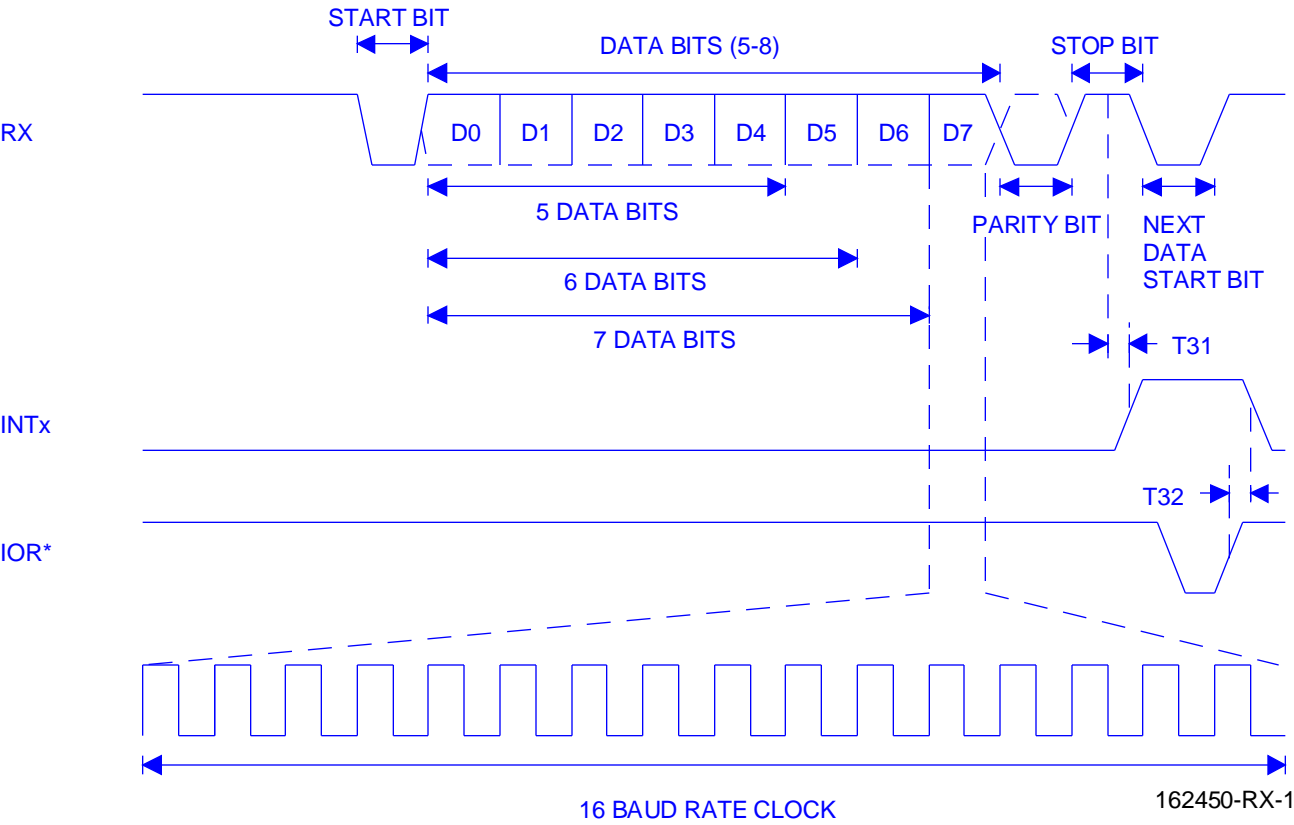 START BIT
DATA BITS (5-8)
STOP BIT
RX
D0 D1 D2 D3 D4 D5 D6 D7
5 DATA BITS
PARITY BIT
NEXT
DATA
START BIT
6 DATA BITS
7 DATA BITS
T31
INTx
T32
IOR*
16 BAUD RATE CLOCK
162450-RX-1